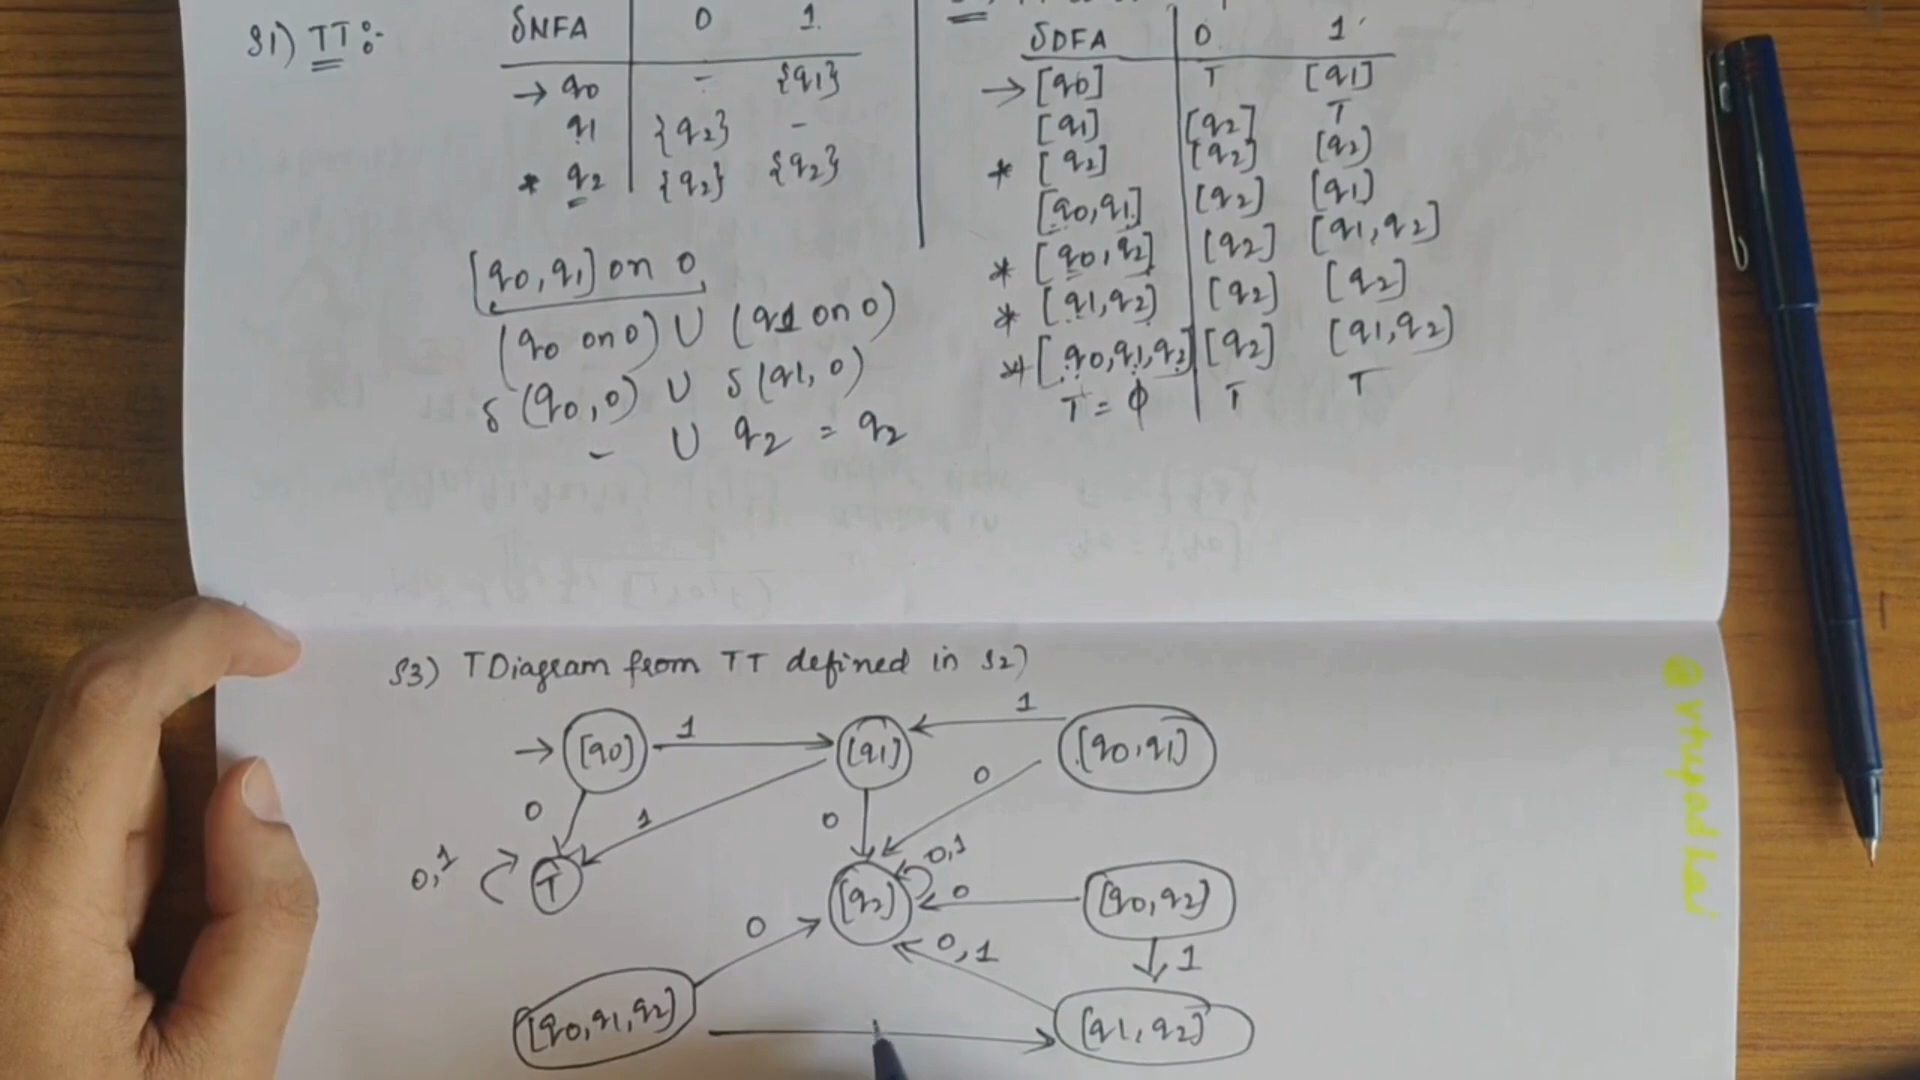 S1) TT :-
δNFA 0 1
→ q0 - {q1}
q1 {q2} -
* q2 {q2} {q2}
[q0,q1] on 0
(q0 on 0) U (q1 on 0)
δ(q0,0) U δ(q1,0)
- U q2 = q2
δDFA 0 1
→ [q0] T [q1]
[q1] [q2] T
* [q2] [q2] [q2]
[q0,q1] [q2] [q1]
* [q0,q2] [q2] [q1,q2]
* [q1,q2] [q2] [q2]
* [q0,q1,q2] [q2] [q1,q2]
T = ϕ T T
S3) TDiagram from TT defined in S2)
→ [q0] 1 [q1] 1 [q0,q1]
0 1 0 0
0,1 T [q2] 0,1 0 [q0,q2]
0 0,1 1
[q0,q1,q2] [q1,q2]
@vtupadhai